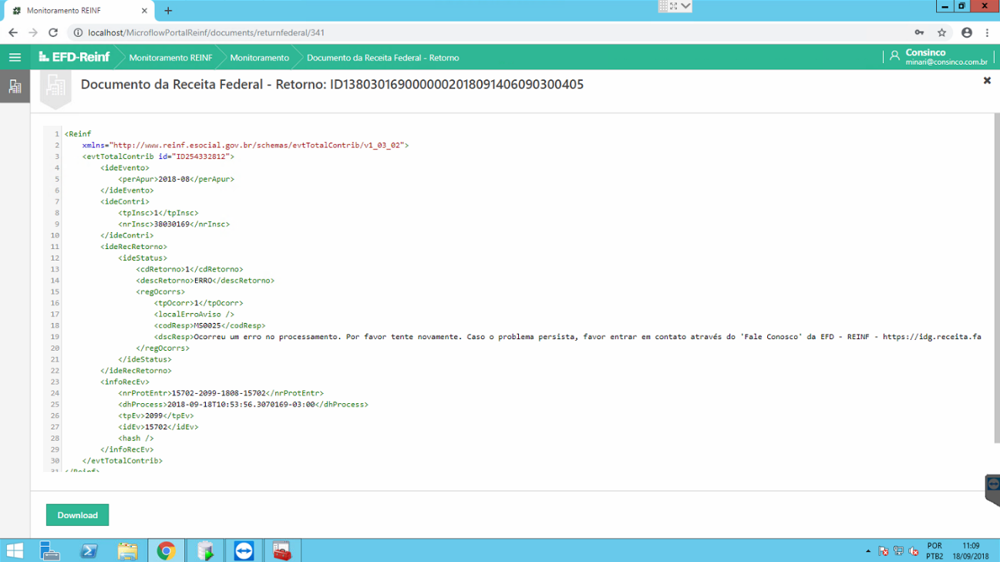 Monitoramento REINF
localhost/MicroflowPortalReinf/documents/returnfederal/341
EFD-Reinf
Monitoramento REINF
Monitoramento
Documento da Receita Federal - Retorno
Consinco
minari@consinco.com.br
Documento da Receita Federal - Retorno: ID1380301690000002018091406090300405
1 <Reinf
2 xmlns="http://www.reinf.esocial.gov.br/schemas/evtTotalContrib/v1_03_02">
3 <evtTotalContrib id="ID254332812">
4 <ideEvento>
5 <perApur>2018-08</perApur>
6 </ideEvento>
7 <ideContri>
8 <tpInsc>1</tpInsc>
9 <nrInsc>38030169</nrInsc>
10 </ideContri>
11 <ideRecRetorno>
12 <ideStatus>
13 <cdRetorno>1</cdRetorno>
14 <descRetorno>ERRO</descRetorno>
15 <regOcorrs>
16 <tpOcorr>1</tpOcorr>
17 <localErroAviso />
18 <codResp>MS0025</codResp>
19 <dscResp>Ocorreu um erro no processamento. Por favor tente novamente. Caso o problema persista, favor entrar em contato através do 'Fale Conosco' da EFD - REINF - https://idg.receita.fa
20 </regOcorrs>
21 </ideStatus>
22 </ideRecRetorno>
23 <infoRecEv>
24 <nrProtEntr>15702-2099-1808-15702</nrProtEntr>
25 <dhProcess>2018-09-18T10:53:56.3070169-03:00</dhProcess>
26 <tpEv>2099</tpEv>
27 <idEv>15702</idEv>
28 <hash />
29 </infoRecEv>
30 </evtTotalContrib>
31 </Reinf>
Download
POR
PTB2
11:09
18/09/2018